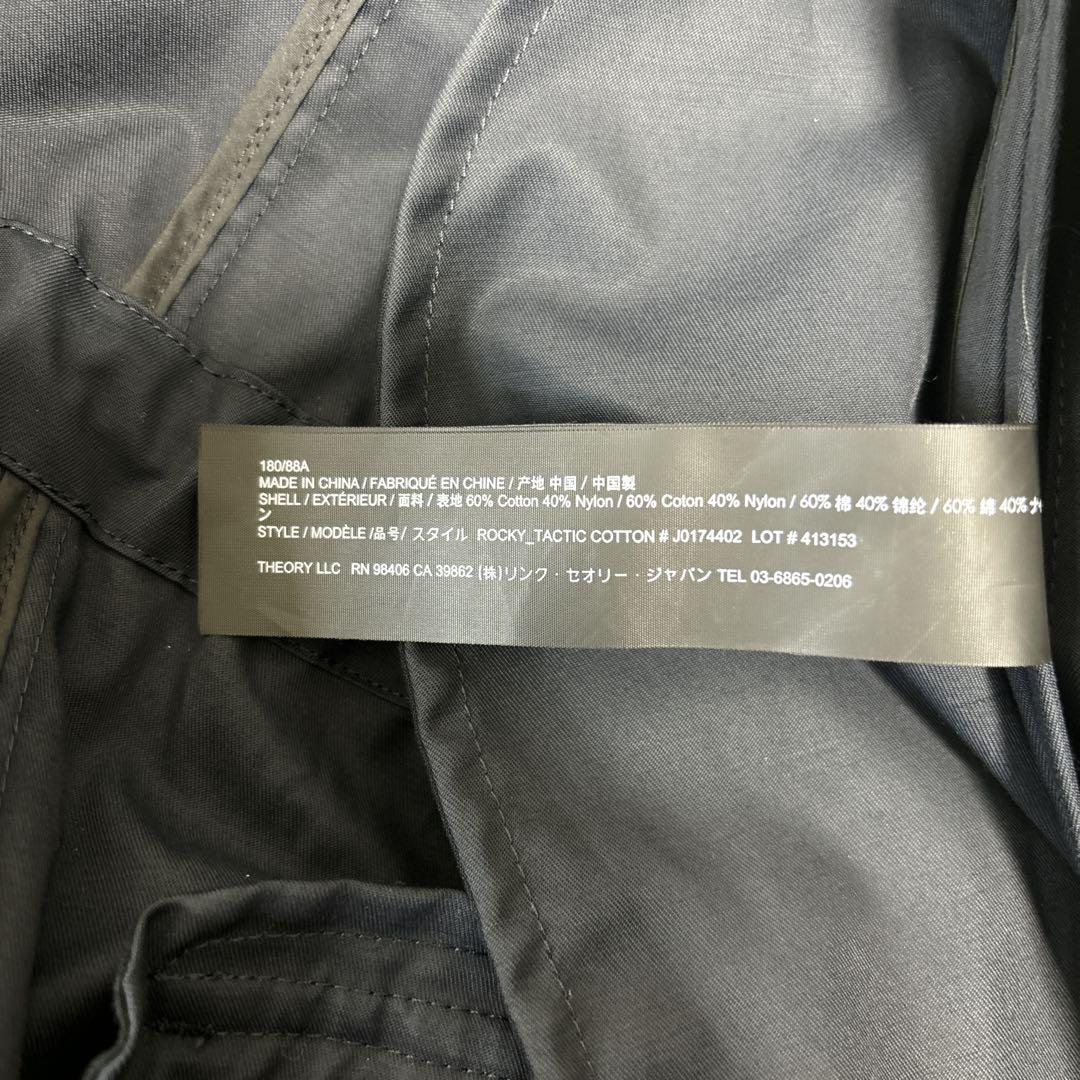 180/88A
MADE IN CHINA / FABRIQUÉ EN CHINE / 产地 中国 / 中国製
SHELL / EXTÉRIEUR / 面料 / 表地 60% Cotton 40% Nylon / 60% Coton 40% Nylon / 60% 棉 40% 锦纶 / 60% 綿 40% ナイロ
ン
STYLE / MODÈLE /品号/ スタイル ROCKY_TACTIC COTTON # J0174402 LOT # 413153
THEORY LLC RN 98406 CA 39862 (株)リンク・セオリー・ジャパン TEL 03-6865-0206